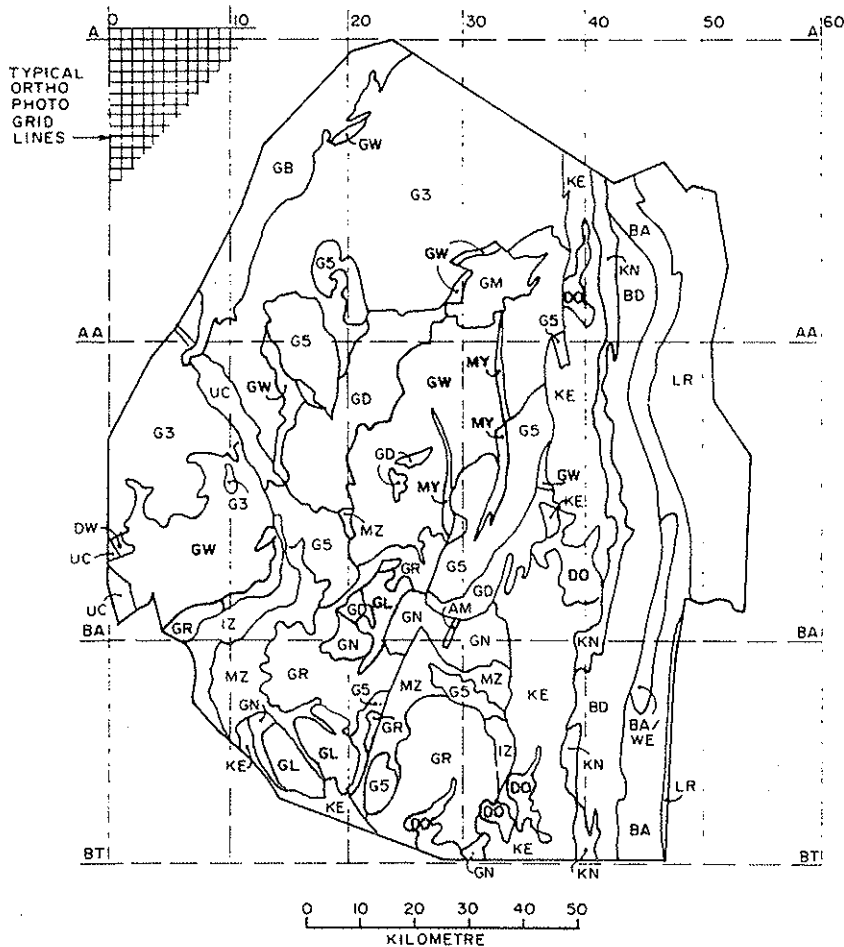 0 10 20 30 40 50 60
A A
TYPICAL
ORTHO
PHOTO
GRID
LINES
GW
GB
KE
G3
BA
G5
GW
KN
GM
BD
DO
G5
AA AA
G5
MY
UC
GW
GW
KE
LR
GD
MY
G5
G3
GD
GW
G3
MY
KE
DW
MZ
UC
GW
G5
G5
DO
GR
GD
UC
GD
GL
AM
GN
BA GR IZ GN KN BA
GN
MZ
GR
MZ
MZ
KE
G5
G5
BD
GN
GR
BA/
WE
GL
IZ
KN
KE
GL
GR
G5
DO
LR
KE
DO
DO
BA
KE
BT BT
GN
KN
0 10 20 30 40 50
KILOMETRE